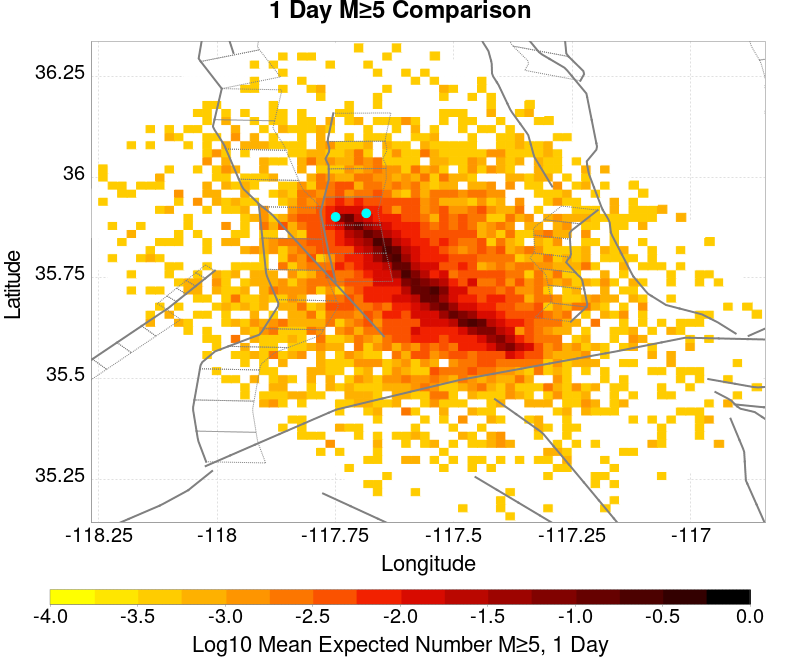 1 Day M≥5 Comparison
36.25
36
35.75
35.5
35.25
Latitude
-118.25 -118 -117.75 -117.5 -117.25 -117
Longitude
-4.0 -3.5 -3.0 -2.5 -2.0 -1.5 -1.0 -0.5 0.0
Log10 Mean Expected Number M≥5, 1 Day